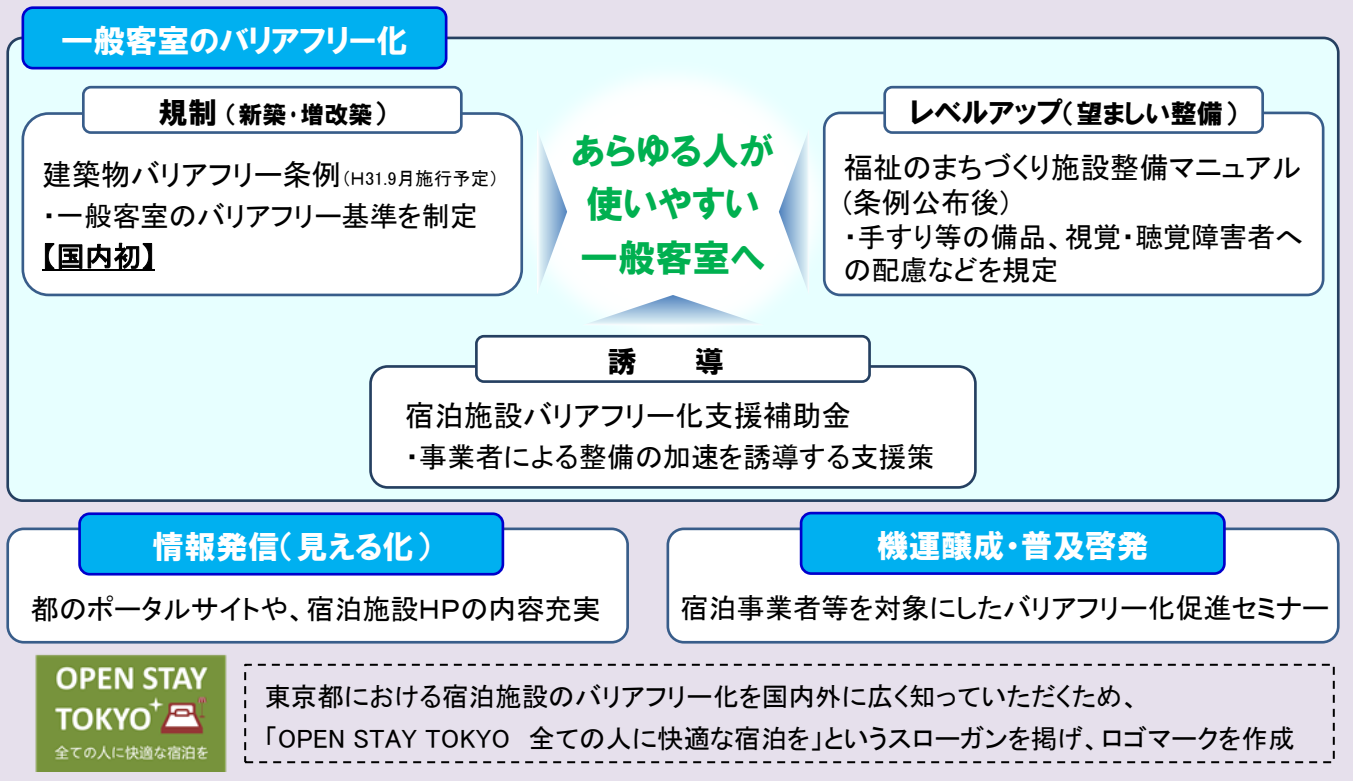 一般客室のバリアフリー化
規制（新築・増改築）
建築物バリアフリー条例（H31.9月施行予定）
・一般客室のバリアフリー基準を制定
【国内初】
あらゆる人が
使いやすい
一般客室へ
レベルアップ（望ましい整備）
福祉のまちづくり施設整備マニュアル
（条例公布後）
・手すり等の備品、視覚・聴覚障害者へ
の配慮などを規定
誘　導
宿泊施設バリアフリー化支援補助金
・事業者による整備の加速を誘導する支援策
情報発信（見える化）
都のポータルサイトや、宿泊施設ＨＰの内容充実
機運醸成・普及啓発
宿泊事業者等を対象にしたバリアフリー化促進セミナー
OPEN STAY
TOKYO
全ての人に快適な宿泊を
東京都における宿泊施設のバリアフリー化を国内外に広く知っていただくため、
「OPEN STAY TOKYO　全ての人に快適な宿泊を」というスローガンを掲げ、ロゴマークを作成